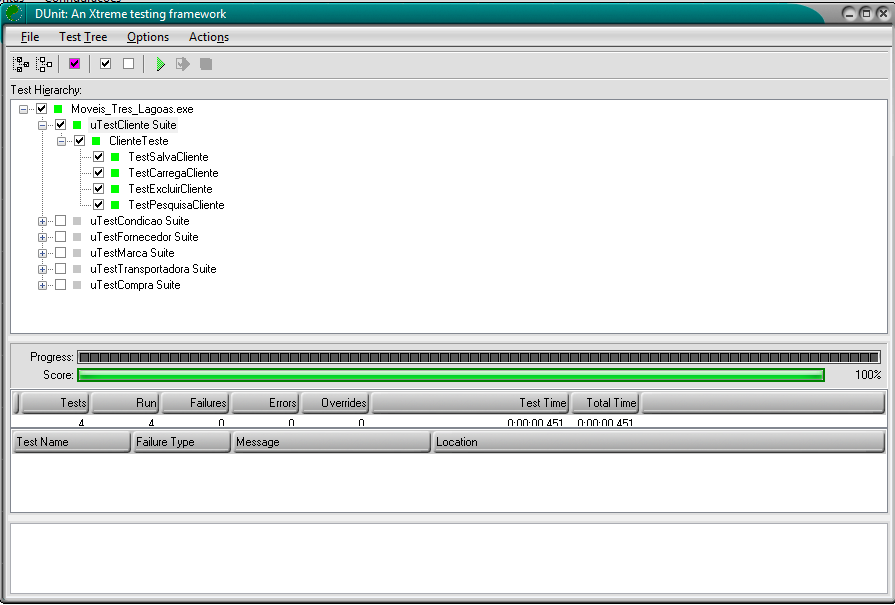 DUnit: An Xtreme testing framework
File Test Tree Options Actions
Test Hierarchy:
Moveis_Tres_Lagoas.exe
uTestCliente Suite
ClienteTeste
TestSalvaCliente
TestCarregaCliente
TestExcluirCliente
TestPesquisaCliente
uTestCondicao Suite
uTestFornecedor Suite
uTestMarca Suite
uTestTransportadora Suite
uTestCompra Suite
Progress:
Score: 100%
Tests Run Failures Errors Overrides Test Time Total Time
4 4 0 0 0 0:00:00.451 0:00:00.451
Test Name Failure Type Message Location